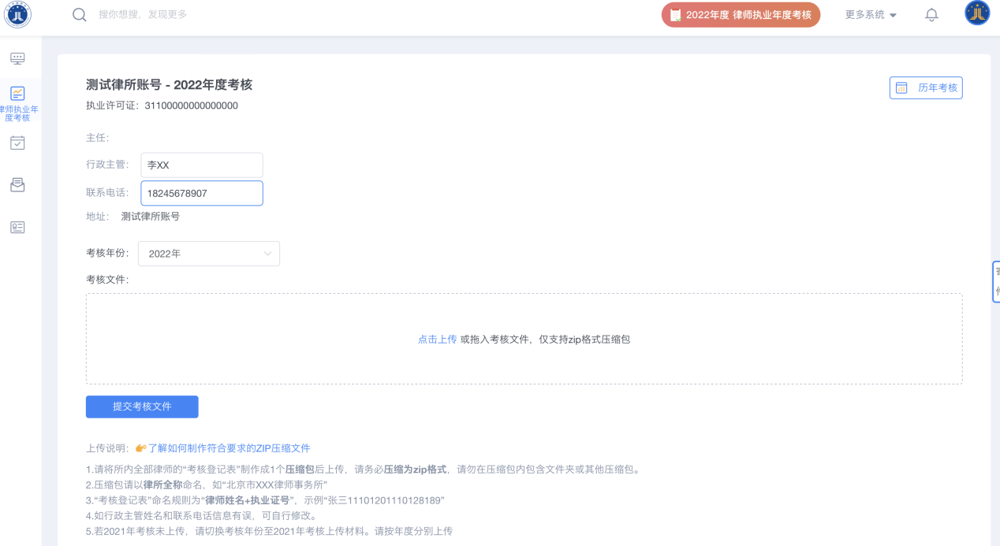 搜你想搜，发现更多
2022年度 律师执业年度考核
更多系统
测试律所账号 - 2022年度考核
历年考核
执业许可证：31100000000000000
律师执业年
度考核
主任：
行政主管： 李XX
联系电话： 18245678907
地址： 测试律所账号
考核年份： 2022年
考核文件：
点击上传 或拖入考核文件，仅支持zip格式压缩包
提交考核文件
上传说明：👉了解如何制作符合要求的ZIP压缩文件
1.请将所内全部律师的“考核登记表”制作成1个压缩包后上传，请务必压缩为zip格式，请勿在压缩包内包含文件夹或其他压缩包。
2.压缩包请以律所全称命名，如“北京市XXX律师事务所”
3.“考核登记表”命名规则为“律师姓名+执业证号”，示例“张三11101201110128189”
4.如行政主管姓名和联系电话信息有误，可自行修改。
5.若2021年考核未上传，请切换考核年份至2021年考核上传材料。请按年度分别上传